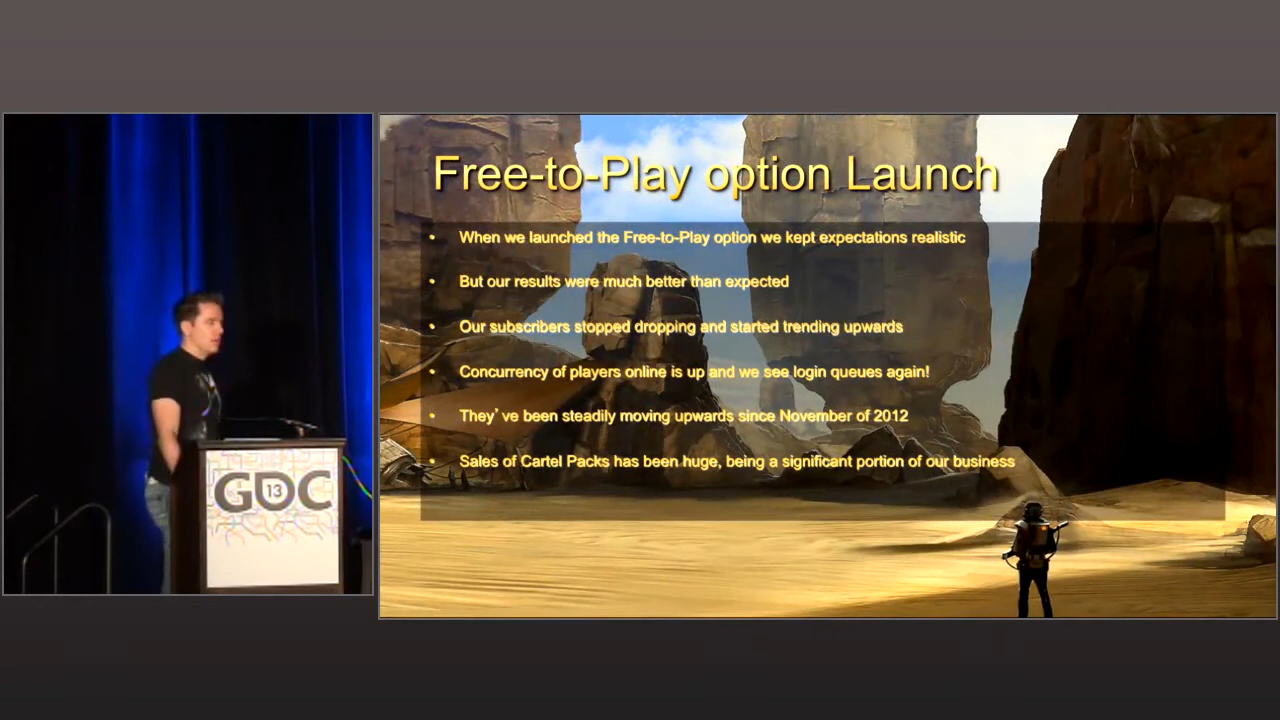 Free-to-Play option Launch
• When we launched the Free-to-Play option we kept expectations realistic
• But our results were much better than expected
• Our subscribers stopped dropping and started trending upwards
• Concurrency of players online is up and we see login queues again!
• They’ve been steadily moving upwards since November of 2012
• Sales of Cartel Packs has been huge, being a significant portion of our business
GDC
13